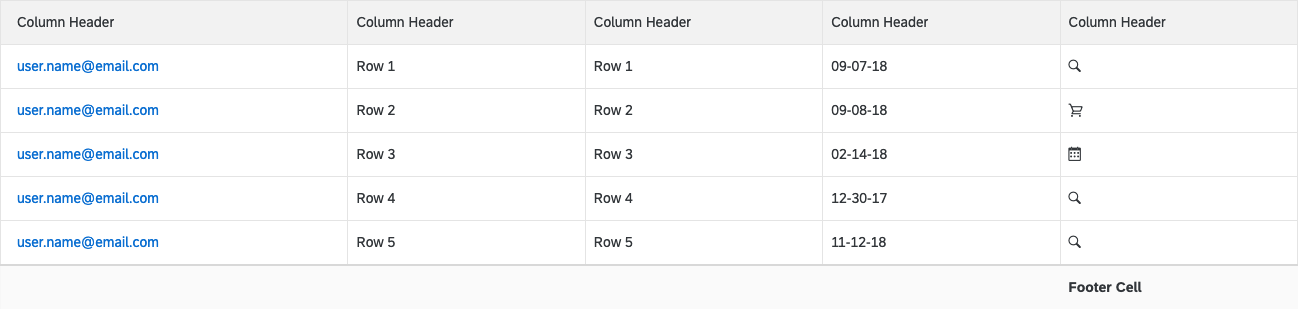 Column Header Column Header Column Header Column Header Column Header
user.name@email.com Row 1 Row 1 09-07-18
user.name@email.com Row 2 Row 2 09-08-18
user.name@email.com Row 3 Row 3 02-14-18
user.name@email.com Row 4 Row 4 12-30-17
user.name@email.com Row 5 Row 5 11-12-18
Footer Cell